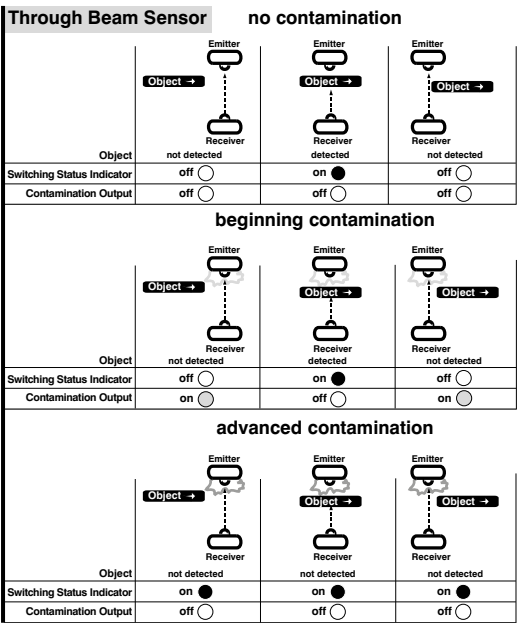 Through Beam Sensor no contamination
Emitter Emitter Emitter
Object → Object → Object →
Receiver Receiver Receiver
Object not detected detected not detected
Switching Status Indicator off on off
Contamination Output off off off
beginning contamination
Emitter Emitter Emitter
Object → Object → Object →
Receiver Receiver Receiver
Object not detected detected not detected
Switching Status Indicator off on off
Contamination Output on off on
advanced contamination
Emitter Emitter Emitter
Object → Object → Object →
Receiver Receiver Receiver
Object not detected not detected not detected
Switching Status Indicator on on on
Contamination Output off off off